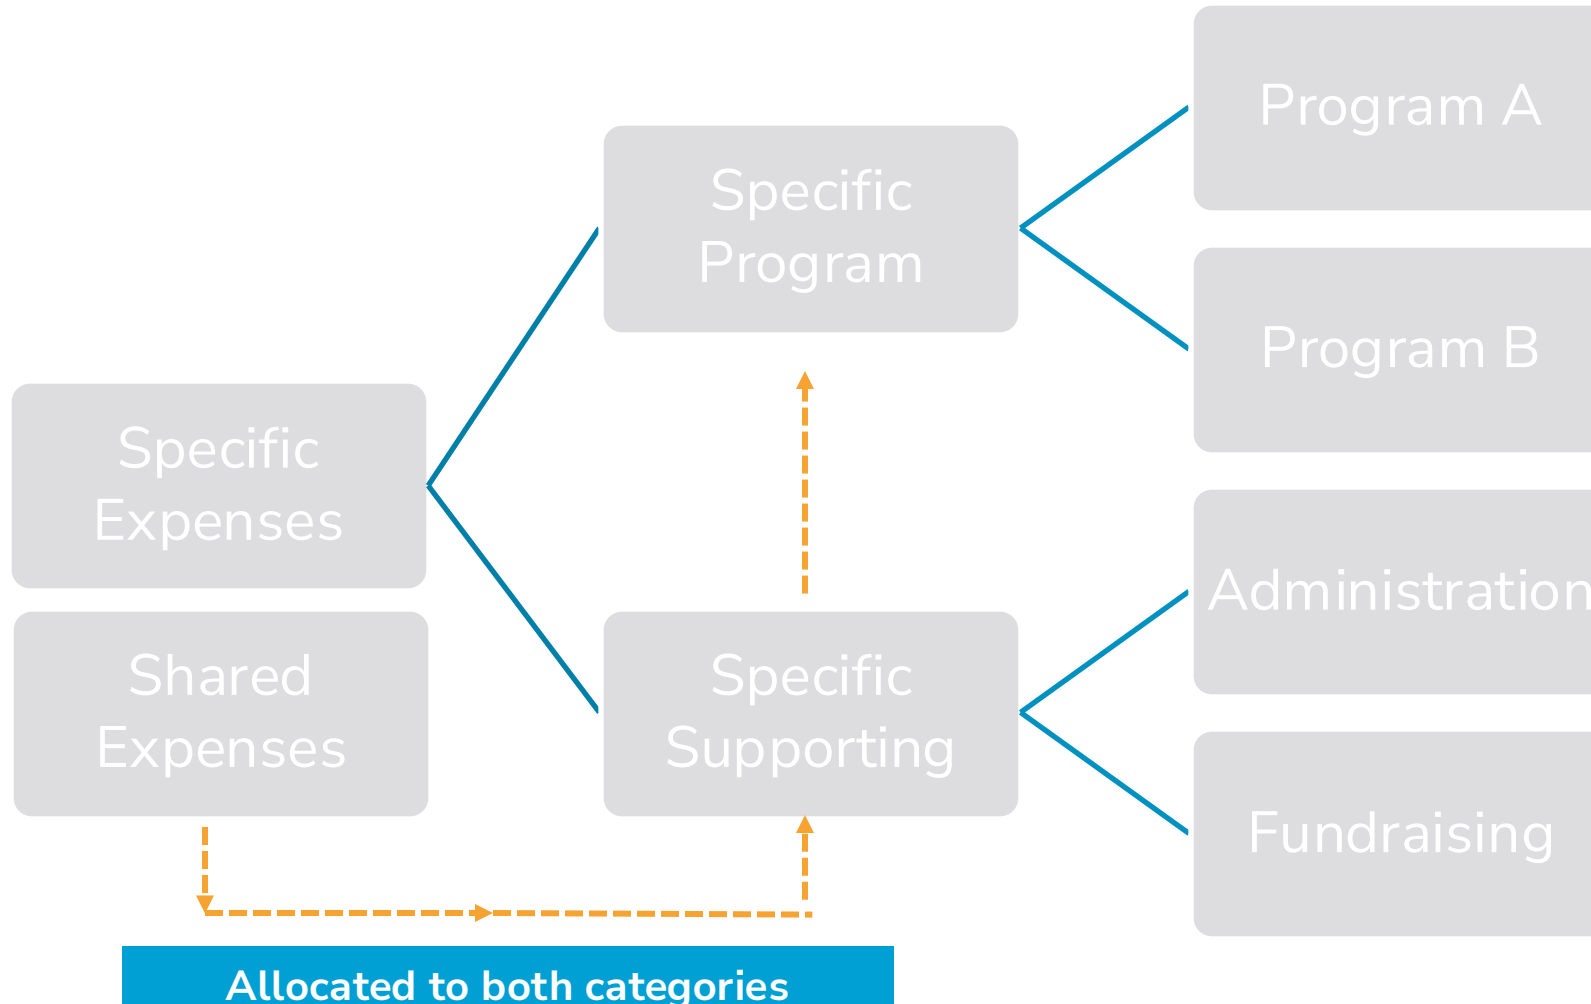 Program A
Specific
Program
Program B
Specific
Expenses
Administration
Shared
Expenses
Specific
Supporting
Fundraising
Allocated to both categories